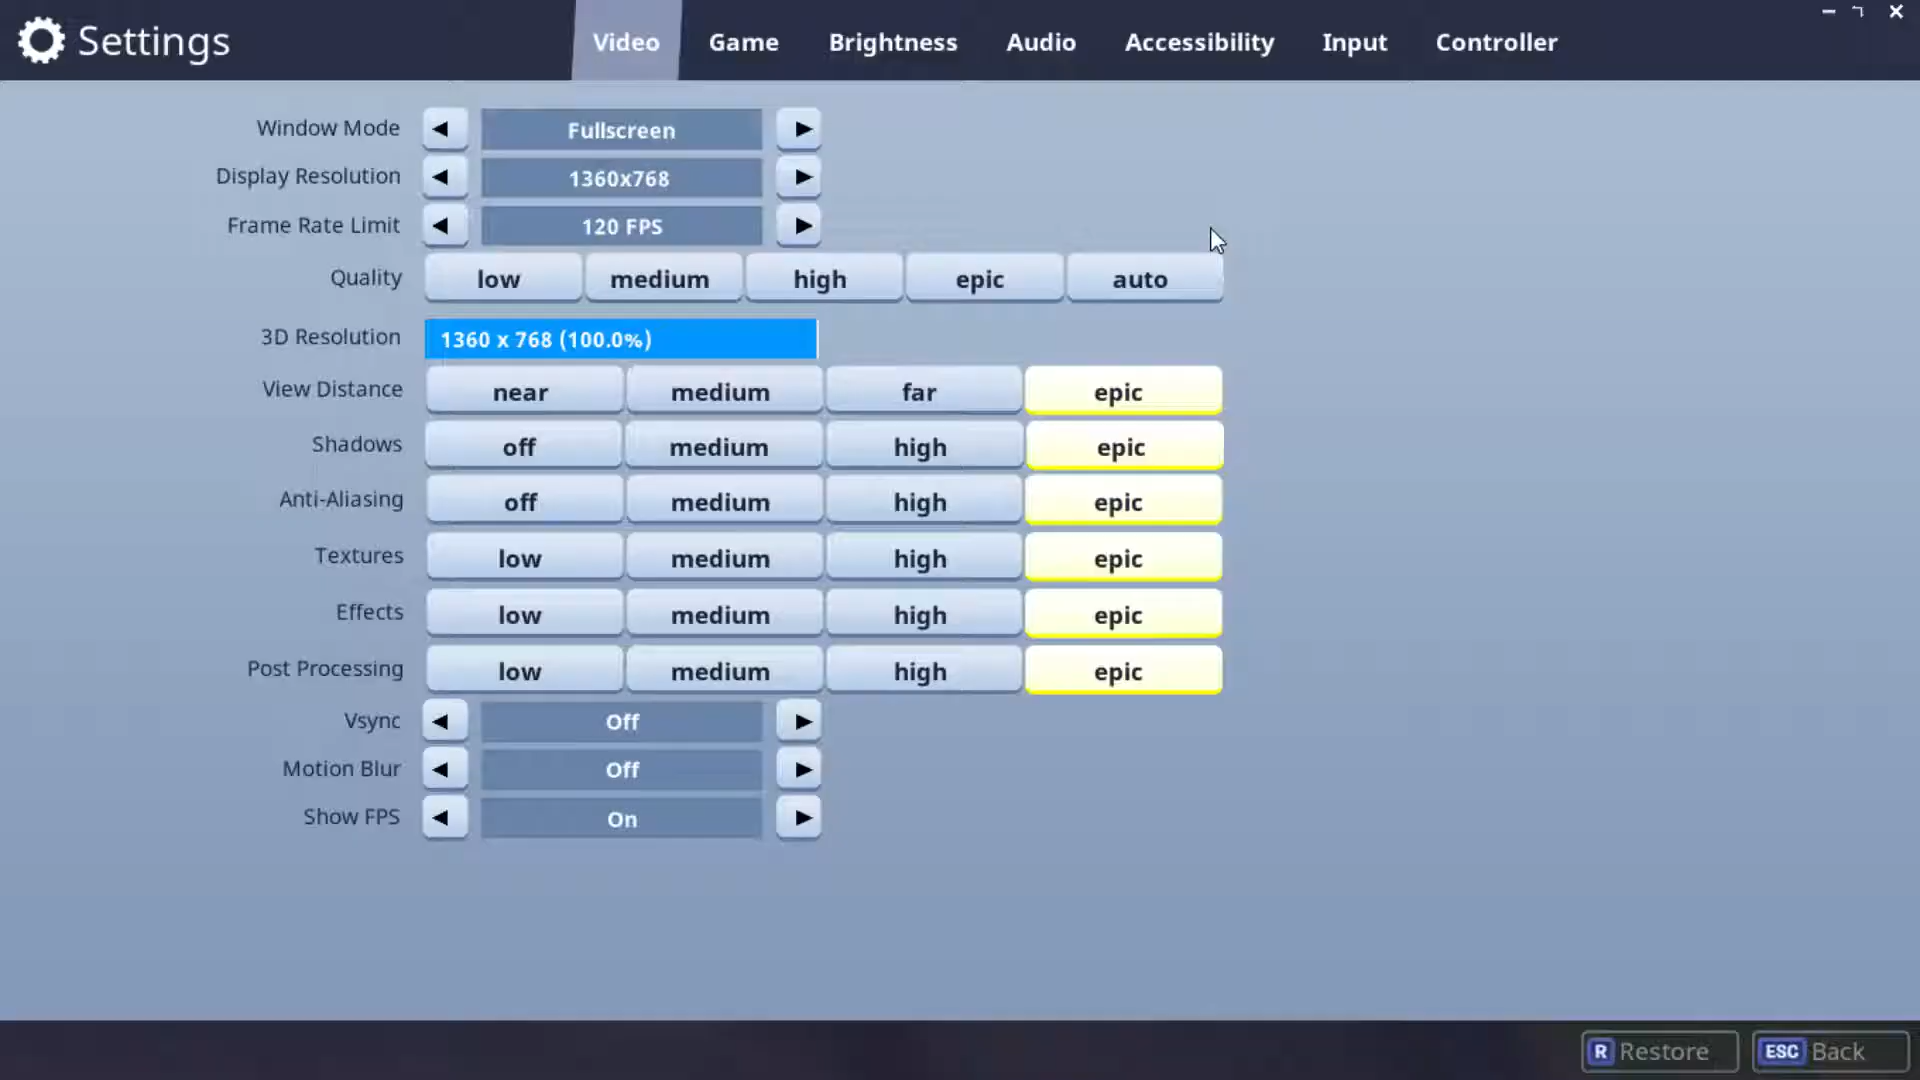 Settings
Video Game Brightness Audio Accessibility Input Controller
Window Mode Fullscreen
Display Resolution 1360x768
Frame Rate Limit 120 FPS
Quality low medium high epic auto
3D Resolution 1360 x 768 (100.0%)
View Distance near medium far epic
Shadows off medium high epic
Anti-Aliasing off medium high epic
Textures low medium high epic
Effects low medium high epic
Post Processing low medium high epic
Vsync Off
Motion Blur Off
Show FPS On
R Restore ESC Back